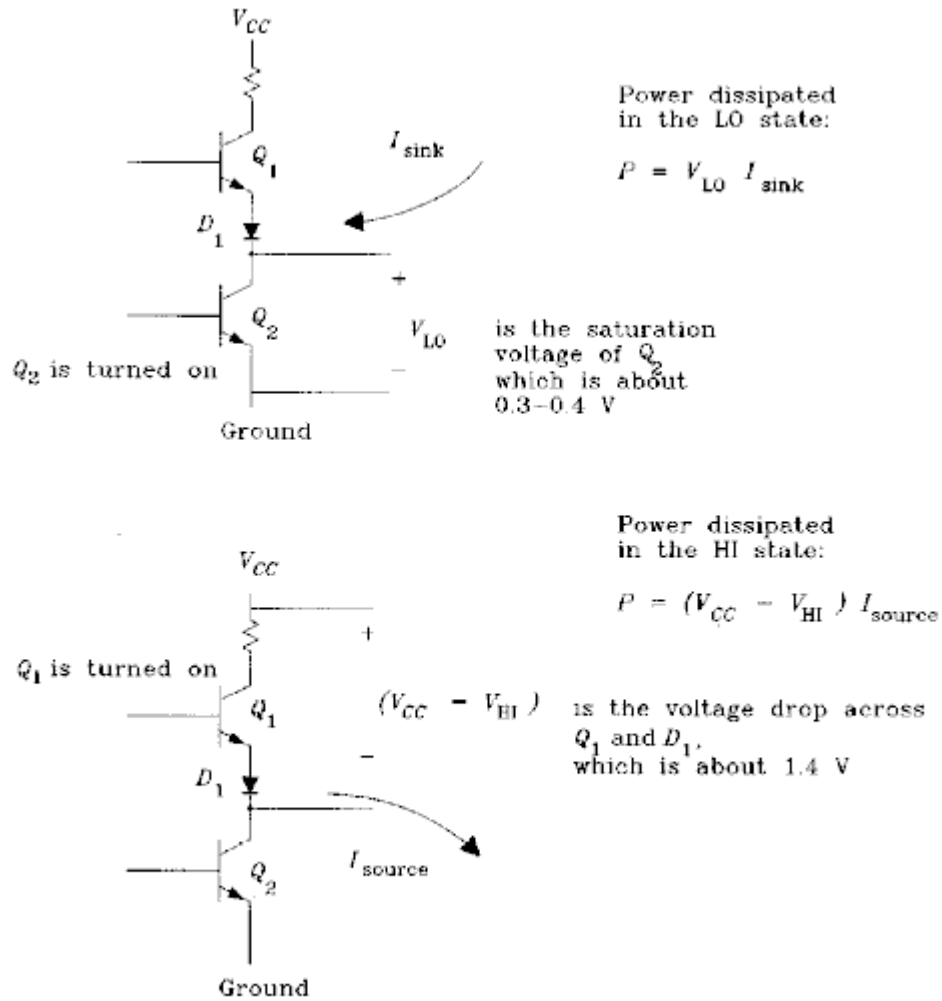 V_CC
Q_1
I_sink
D_1
Q_2
Q_2 is turned on
Ground
+
V_LO
−
is the saturation
voltage of Q_2
which is about
0.3–0.4 V
Power dissipated
in the LO state:
P = V_LO I_sink
V_CC
Q_1 is turned on
Q_1
D_1
Q_2
Ground
+
(V_CC − V_HI)
−
I_source
is the voltage drop across
Q_1 and D_1,
which is about 1.4 V
Power dissipated
in the HI state:
P = (V_CC − V_HI) I_source